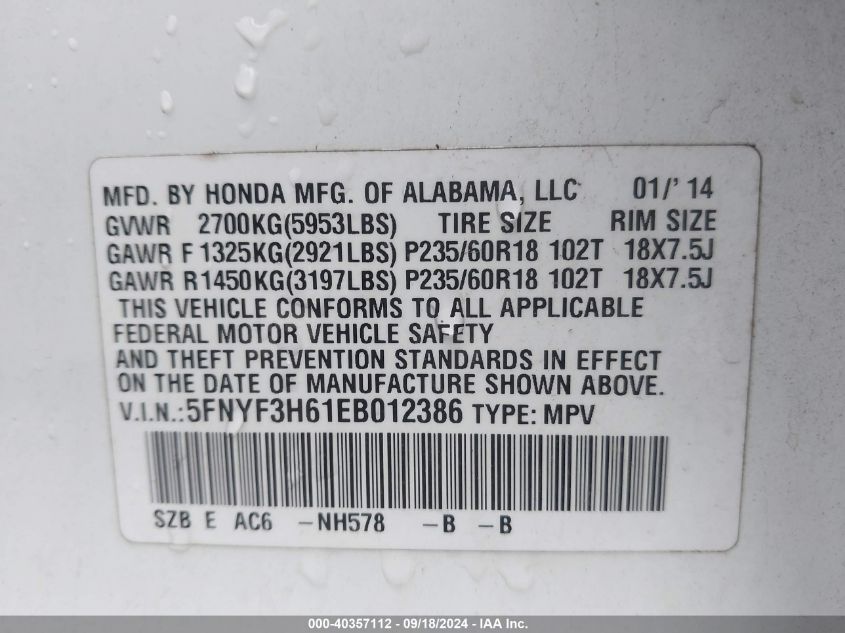 MFD. BY HONDA MFG. OF ALABAMA, LLC 01/' 14
GVWR 2700KG(5953LBS) TIRE SIZE RIM SIZE
GAWR F 1325KG(2921LBS) P235/60R18 102T 18X7.5J
GAWR R1450KG(3197LBS) P235/60R18 102T 18X7.5J
THIS VEHICLE CONFORMS TO ALL APPLICABLE
FEDERAL MOTOR VEHICLE SAFETY
AND THEFT PREVENTION STANDARDS IN EFFECT
ON THE DATE OF MANUFACTURE SHOWN ABOVE.
V.I.N.:5FNYF3H61EB012386 TYPE: MPV
SZB E AC6 -NH578 -B -B
000-40357112 - 09/18/2024 - IAA Inc.